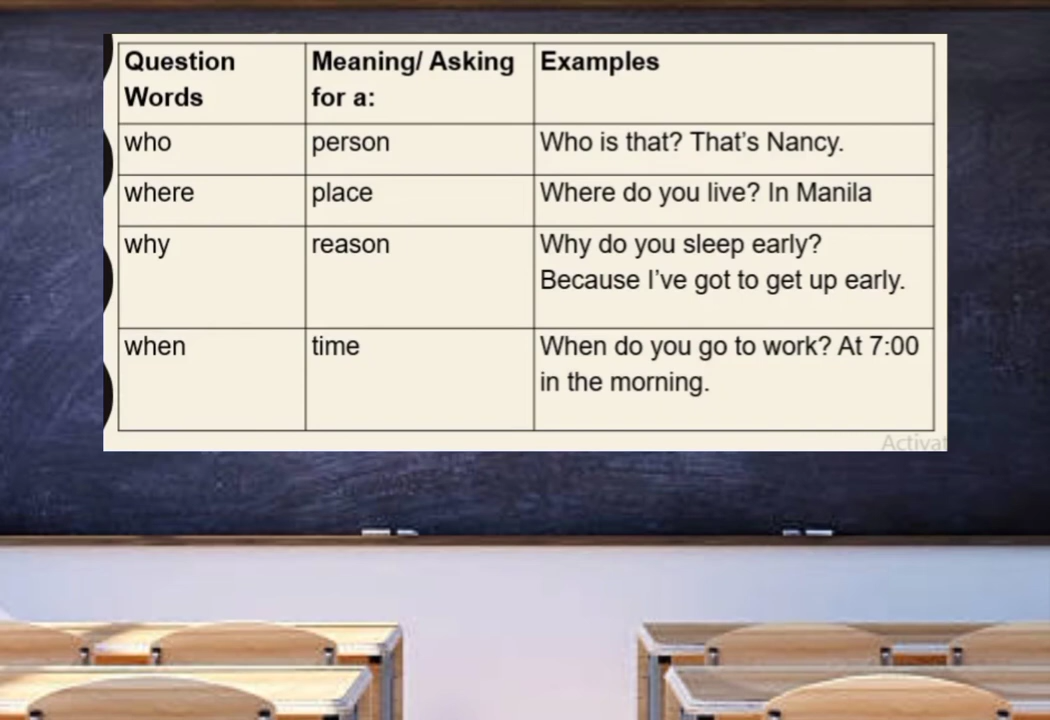 Question Words
Meaning/ Asking for a:
Examples
who
person
Who is that? That's Nancy.
where
place
Where do you live? In Manila
why
reason
Why do you sleep early?
Because I've got to get up early.
when
time
When do you go to work? At 7:00
in the morning.
Activat